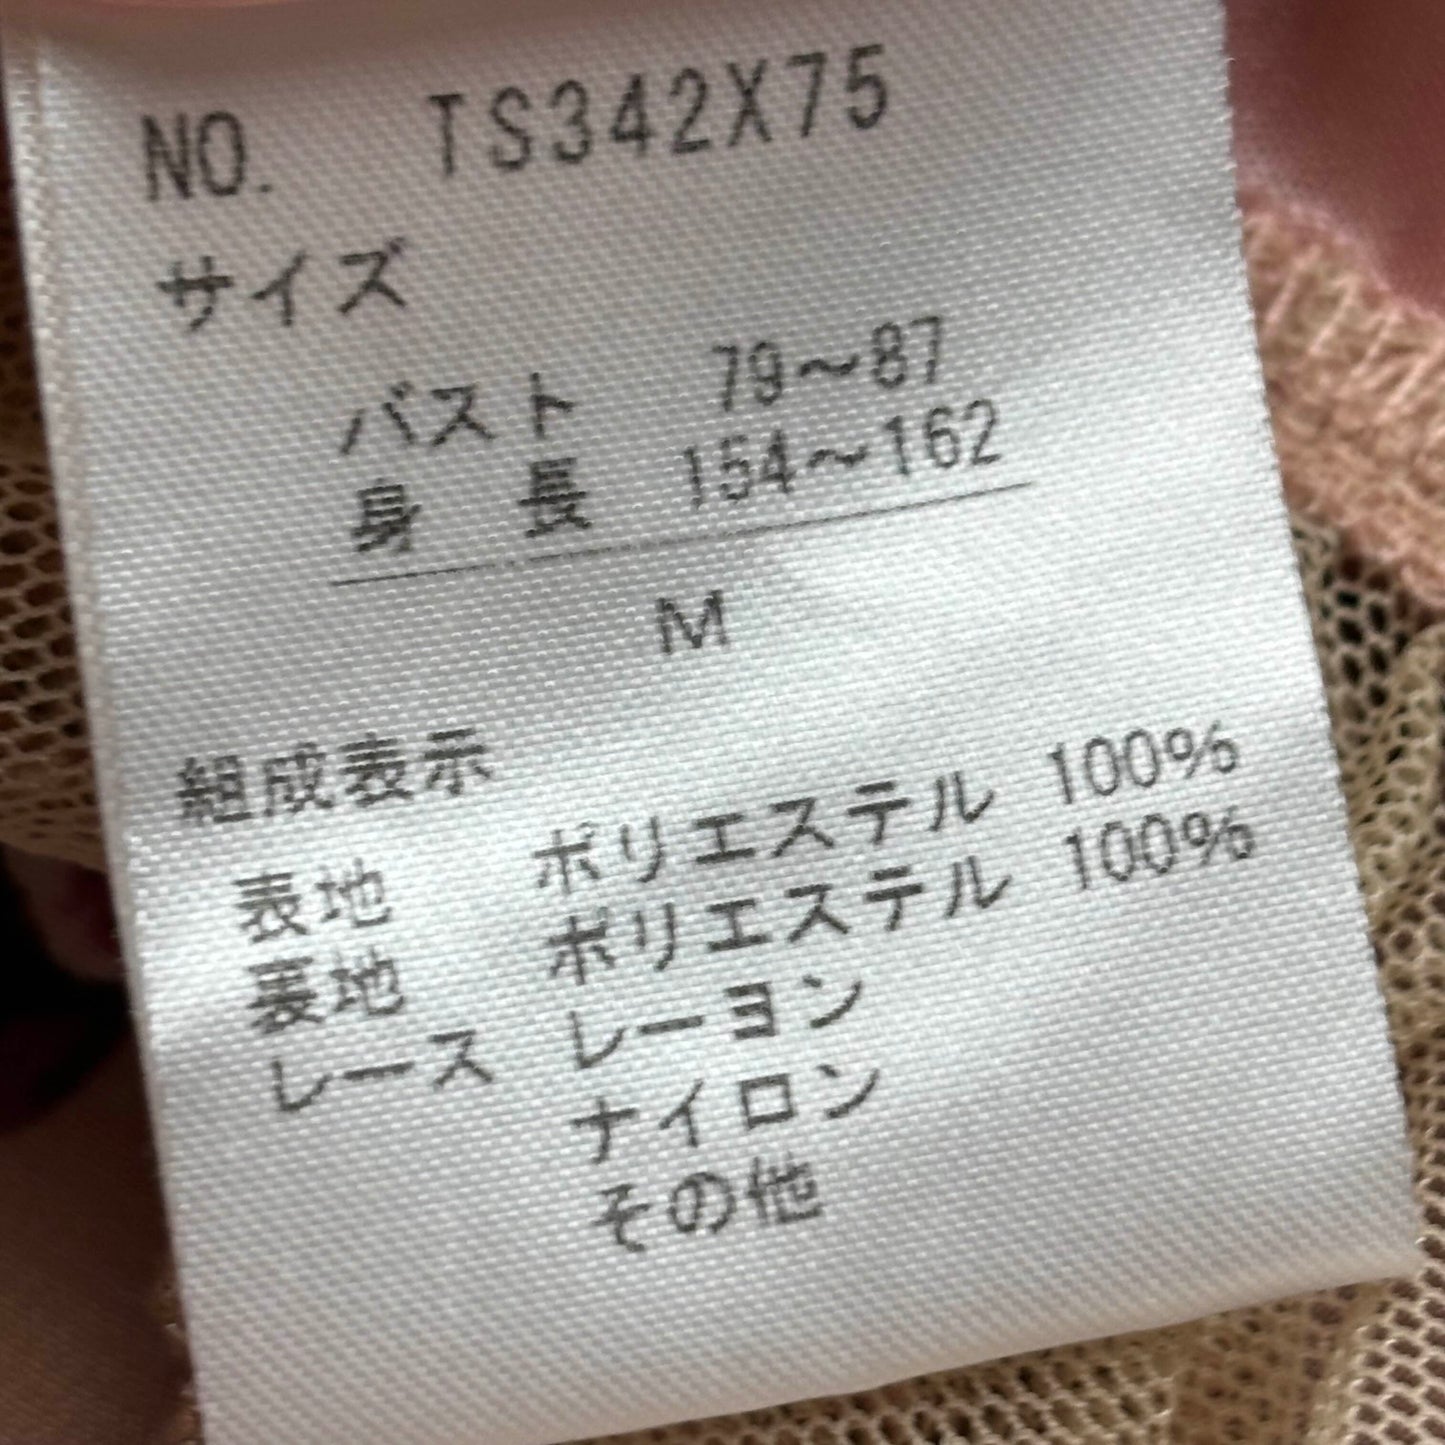 NO. TS342X75
サイズ
バスト 79〜87
身長 154〜162
M
組成表示
表地 ポリエステル 100%
裏地 ポリエステル 100%
レース レーヨン
ナイロン
その他